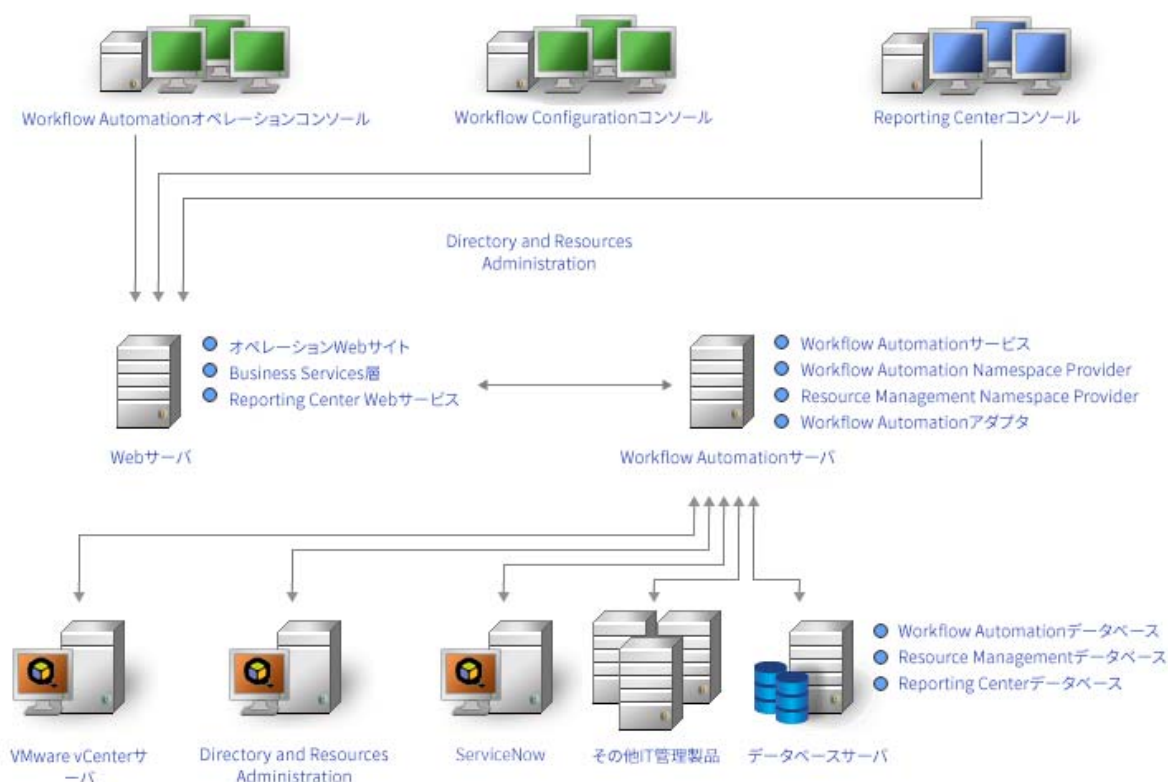 Workflow Automationオペレーションコンソール
Workflow Configurationコンソール
Reporting Centerコンソール
Directory and Resources
Administration
オペレーションWebサイト
Business Services層
Reporting Center Webサービス
Webサーバ
Workflow Automationサービス
Workflow Automation Namespace Provider
Resource Management Namespace Provider
Workflow Automationアダプタ
Workflow Automationサーバ
VMware vCenterサ
ーバ
Directory and Resources
Administration
ServiceNow
その他IT管理製品
データベースサーバ
Workflow Automationデータベース
Resource Managementデータベース
Reporting Centerデータベース